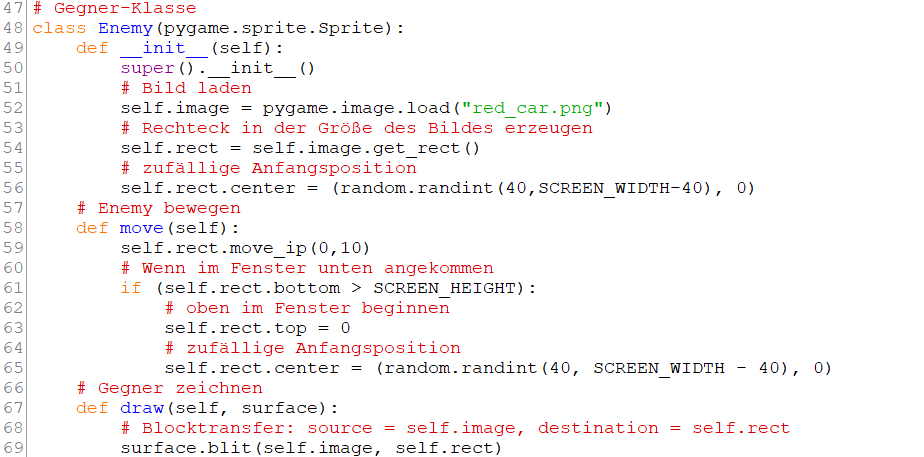 47 # Gegner-Klasse
48 class Enemy(pygame.sprite.Sprite):
49     def __init__(self):
50         super().__init__()
51         # Bild laden
52         self.image = pygame.image.load("red_car.png")
53         # Rechteck in der Größe des Bildes erzeugen
54         self.rect = self.image.get_rect()
55         # zufällige Anfangsposition
56         self.rect.center = (random.randint(40,SCREEN_WIDTH-40), 0)
57     # Enemy bewegen
58     def move(self):
59         self.rect.move_ip(0,10)
60         # Wenn im Fenster unten angekommen
61         if (self.rect.bottom > SCREEN_HEIGHT):
62             # oben im Fenster beginnen
63             self.rect.top = 0
64             # zufällige Anfangsposition
65             self.rect.center = (random.randint(40, SCREEN_WIDTH - 40), 0)
66     # Gegner zeichnen
67     def draw(self, surface):
68         # Blocktransfer: source = self.image, destination = self.rect
69         surface.blit(self.image, self.rect)